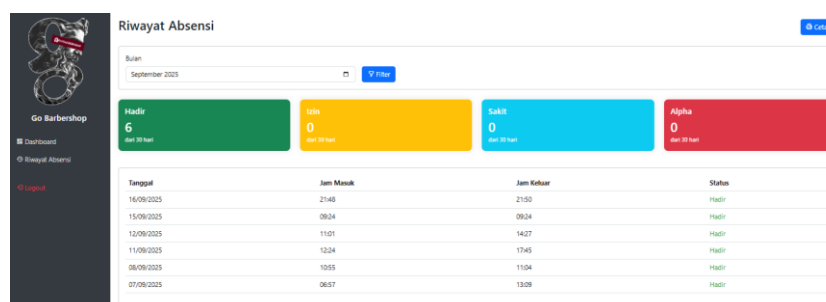 Riwayat Absensi
Bulan
September 2025
Filter
Go Barbershop
Dashboard
Riwayat Absensi
Logout
Hadir
6
dari 30 hari
Izin
0
dari 30 hari
Sakit
0
dari 30 hari
Alpha
0
dari 30 hari
Tanggal Jam Masuk Jam Keluar Status
16/09/2025 21:48 21:50 Hadir
15/09/2025 09:24 09:24 Hadir
12/09/2025 11:01 14:27 Hadir
11/09/2025 12:24 17:45 Hadir
08/09/2025 10:55 11:04 Hadir
07/09/2025 06:57 13:09 Hadir